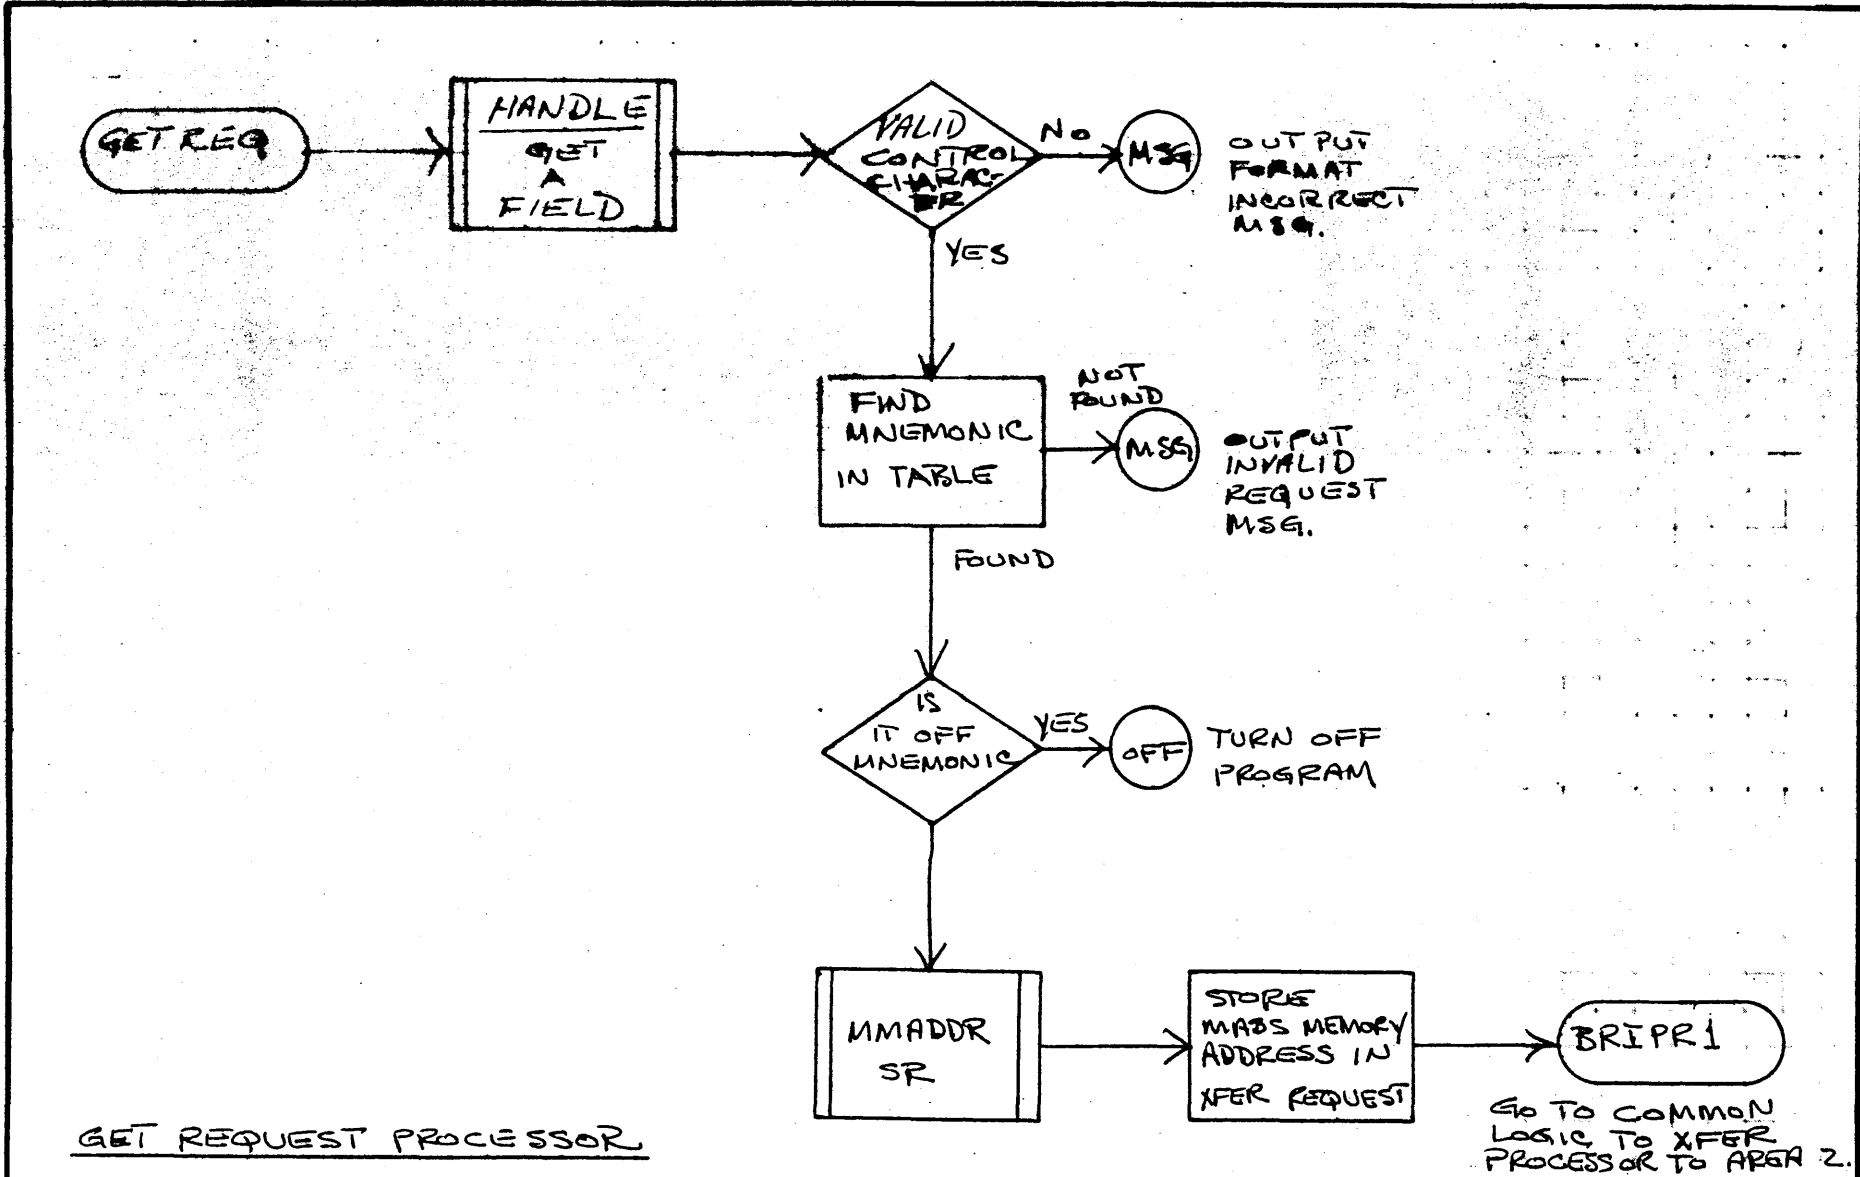 GETREQ
HANDLE
GET
A
FIELD
VALID
CONTROL
CHARAC-
TER
NO
MSG
OUTPUT
FORMAT
INCORRECT
MSG.
YES
FIND
MNEMONIC
IN TABLE
NOT
FOUND
MSG
OUTPUT
INVALID
REQUEST
MSG.
FOUND
IS
IT OFF
MNEMONIC
YES
OFF
TURN OFF
PROGRAM
MMADDR
SR
STORE
MASS MEMORY
ADDRESS IN
XFER REQUEST
BRIPR1
GO TO COMMON
LOGIC TO XFER
PROCESSOR TO AREA 2.
GET REQUEST PROCESSOR